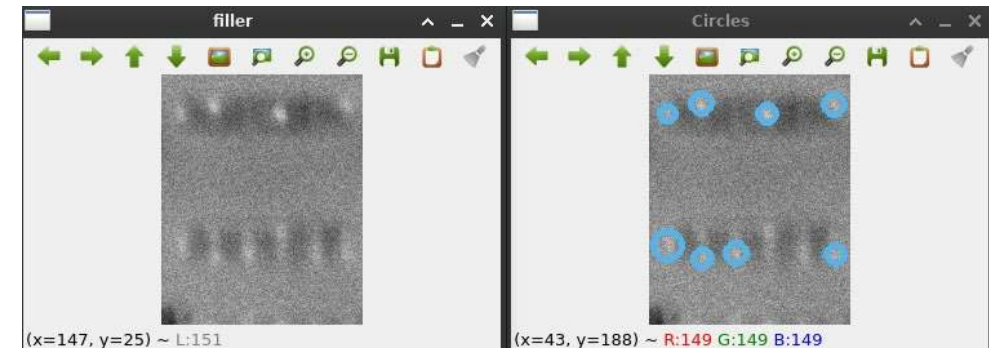 filler
Circles
(x=147, y=25) ~ L:151
(x=43, y=188) ~ R:149 G:149 B:149